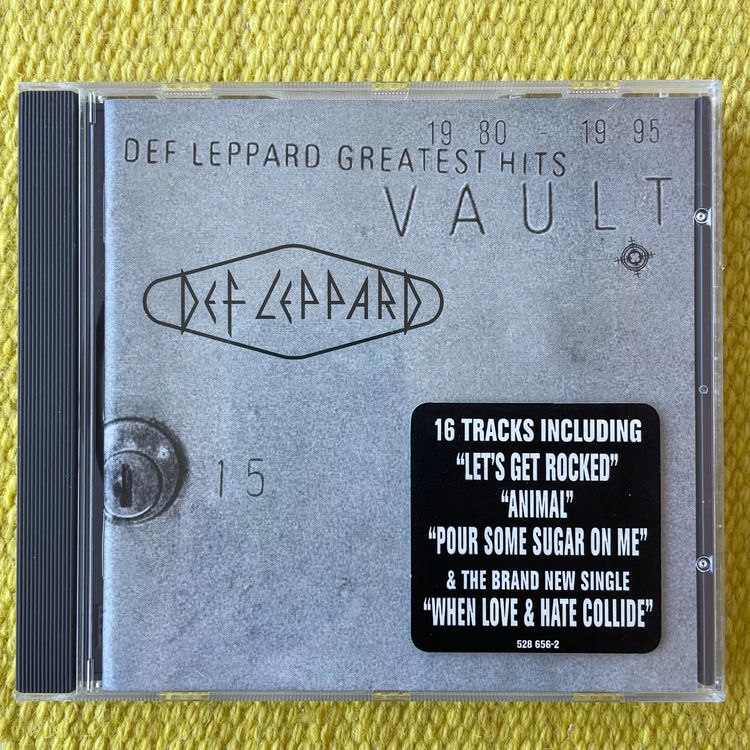 19 80 - 19 95
DEF LEPPARD GREATEST HITS
VAULT
DEF LEPPARD
15
16 TRACKS INCLUDING
“LET'S GET ROCKED”
“ANIMAL”
“POUR SOME SUGAR ON ME”
& THE BRAND NEW SINGLE
“WHEN LOVE & HATE COLLIDE”
528 656-2